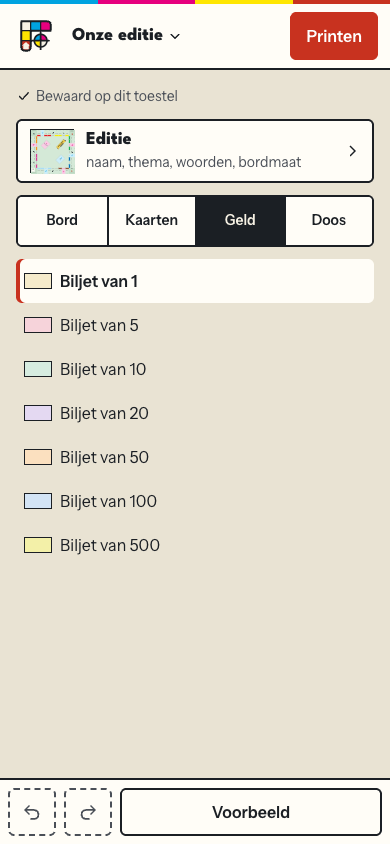 Onze editie
Printen
Bewaard op dit toestel
Editie
naam, thema, woorden, bordmaat
Bord
Kaarten
Geld
Doos
Biljet van 1
Biljet van 5
Biljet van 10
Biljet van 20
Biljet van 50
Biljet van 100
Biljet van 500
Voorbeeld